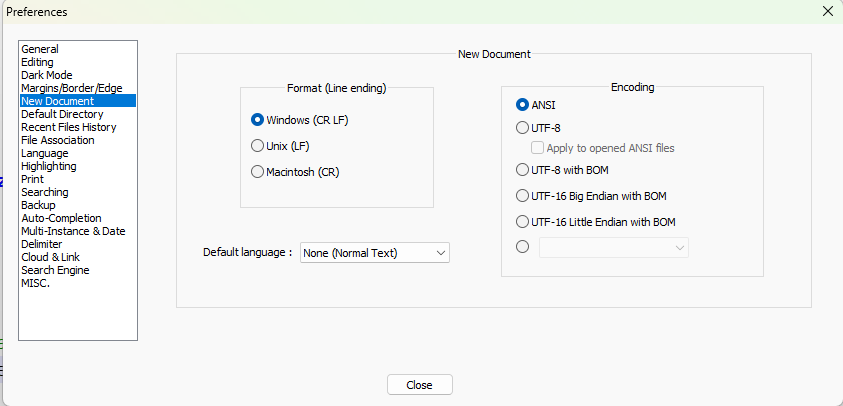 Preferences
General
Editing
Dark Mode
Margins/Border/Edge
New Document
Default Directory
Recent Files History
File Association
Language
Highlighting
Print
Searching
Backup
Auto-Completion
Multi-Instance & Date
Delimiter
Cloud & Link
Search Engine
MISC.
New Document
Format (Line ending)
Windows (CR LF)
Unix (LF)
Macintosh (CR)
Default language :
None (Normal Text)
Encoding
ANSI
UTF-8
Apply to opened ANSI files
UTF-8 with BOM
UTF-16 Big Endian with BOM
UTF-16 Little Endian with BOM
Close